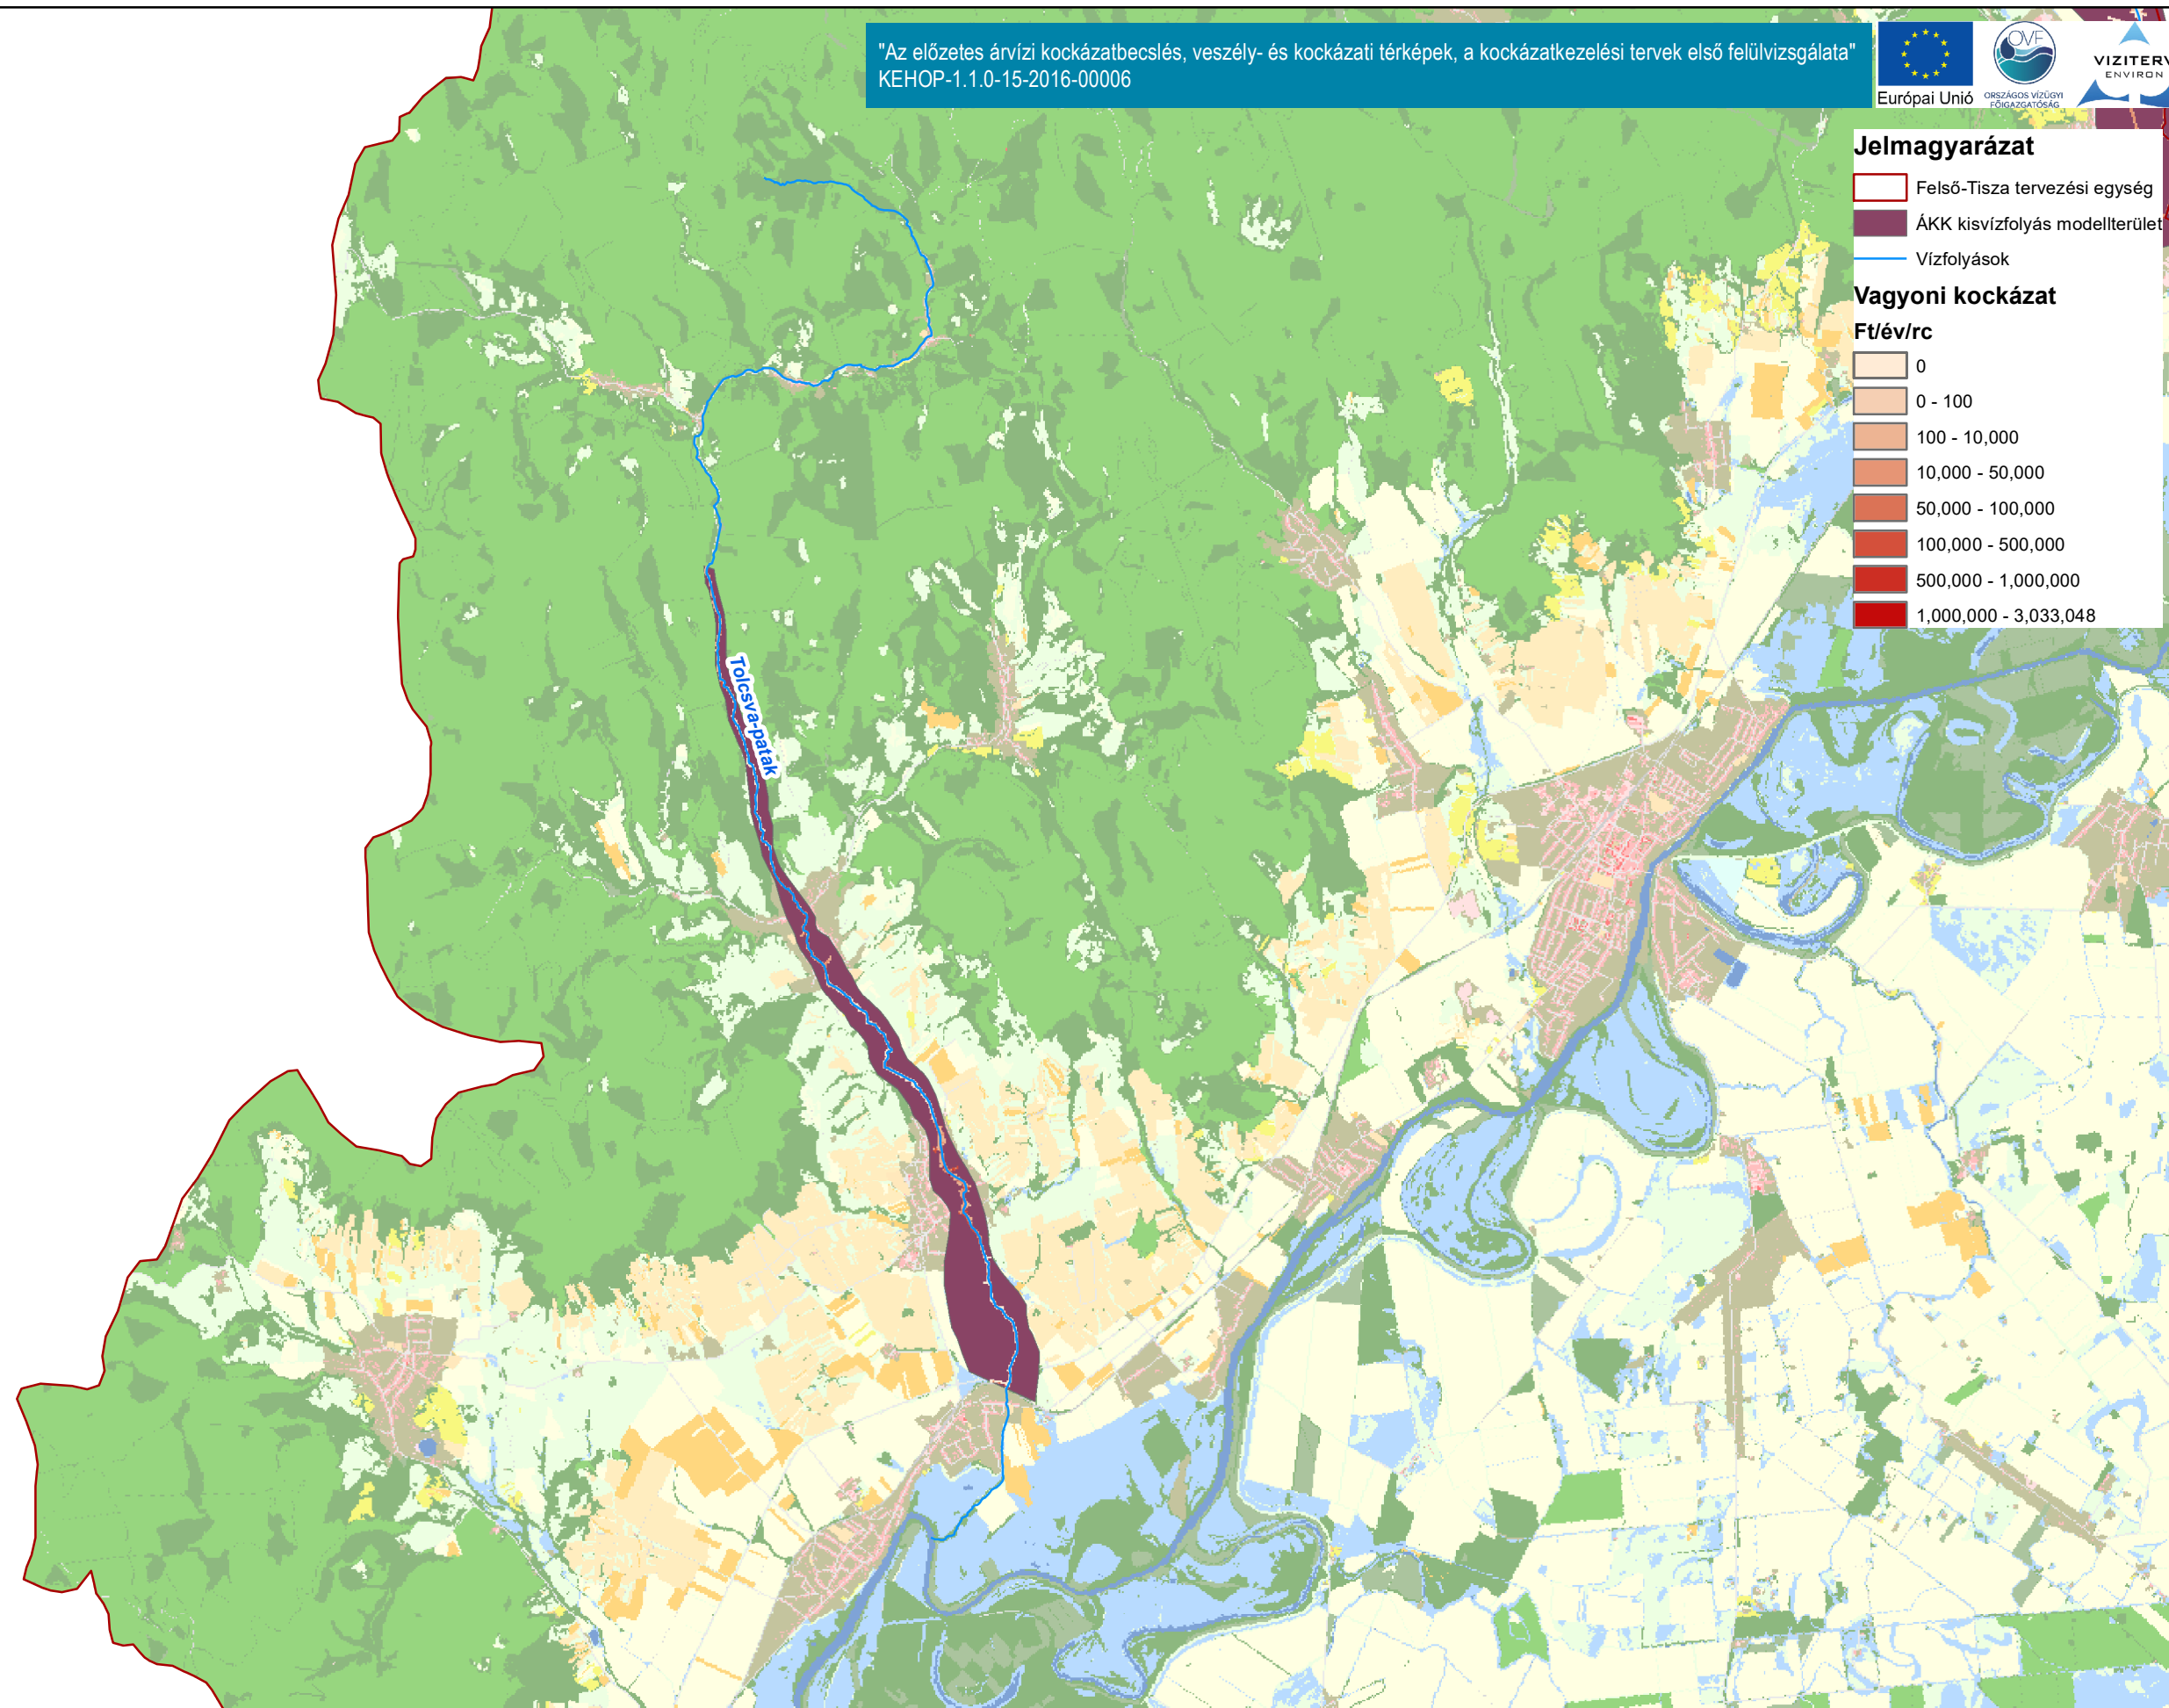 "Az előzetes árvízi kockázatbecslés, veszély- és kockázati térképek, a kockázatkezelési tervek első felülvizsgálata"
KEHOP-1.1.0-15-2016-00006
Európai Unió
OVF
ORSZÁGOS VÍZÜGYI
FŐIGAZGATÓSÁG
VIZITERV
ENVIRON
Jelmagyarázat
Felső-Tisza tervezési egység
ÁKK kisvízfolyás modellterület
Vízfolyások
Vagyoni kockázat
Ft/év/rc
0
0 - 100
100 - 10,000
10,000 - 50,000
50,000 - 100,000
100,000 - 500,000
500,000 - 1,000,000
1,000,000 - 3,033,048
Tolcsva-patak